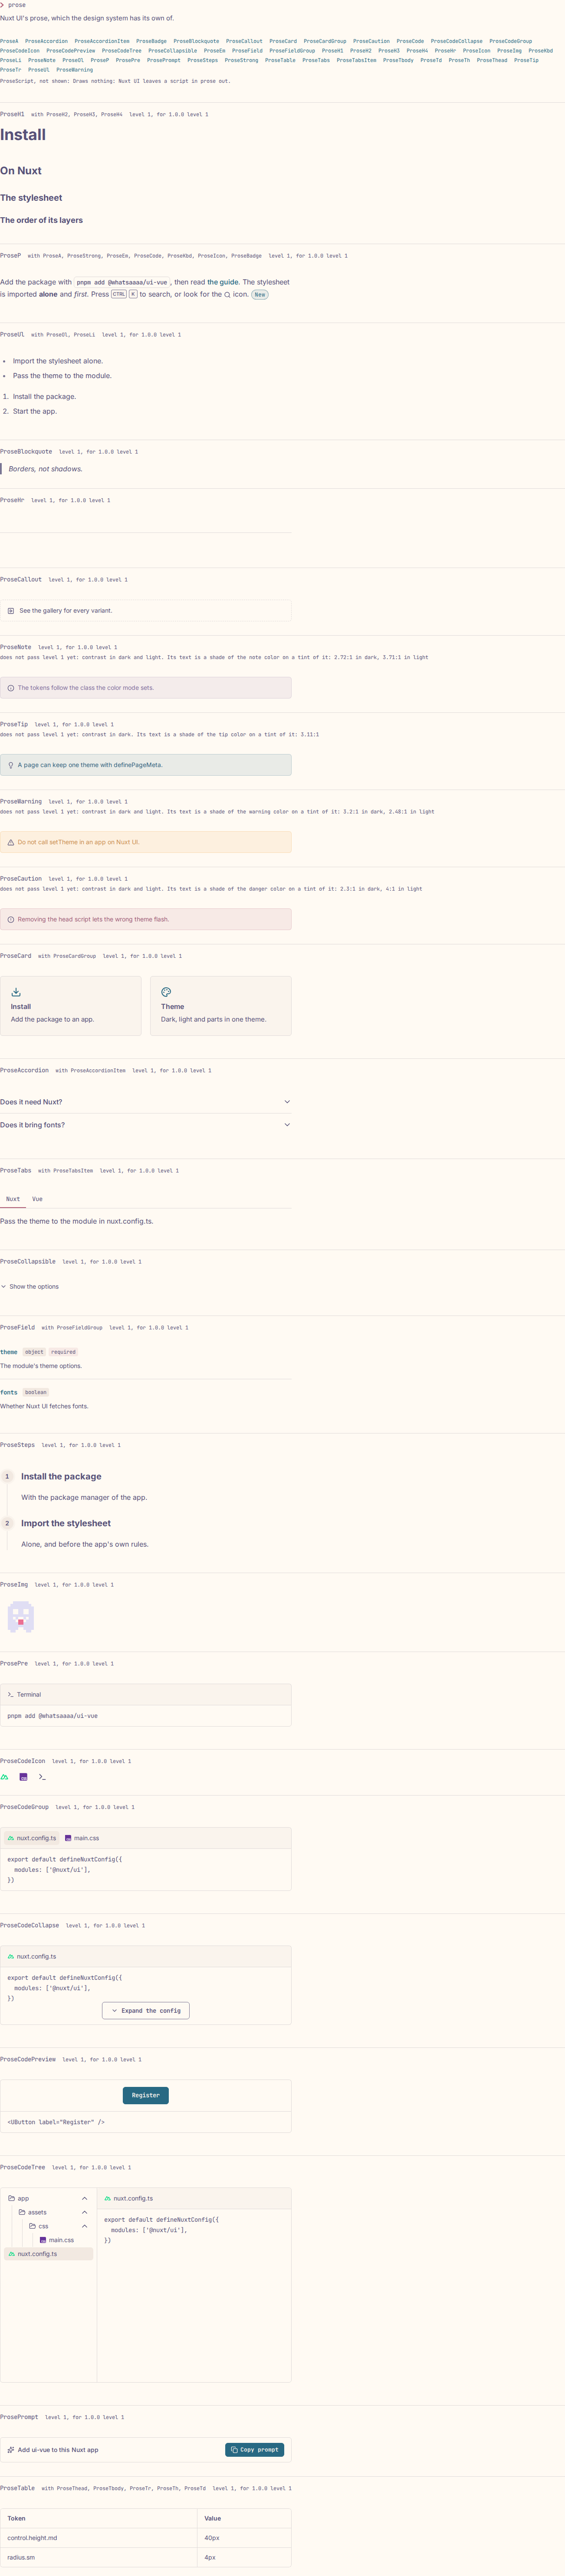 prose
Nuxt UI's prose, which the design system has its own of.
ProseA ProseAccordion ProseAccordionItem ProseBadge ProseBlockquote ProseCallout ProseCard ProseCardGroup ProseCaution ProseCode ProseCodeCollapse ProseCodeGroup
ProseCodeIcon ProseCodePreview ProseCodeTree ProseCollapsible ProseEm ProseField ProseFieldGroup ProseH1 ProseH2 ProseH3 ProseH4 ProseHr ProseIcon ProseImg ProseKbd
ProseLi ProseNote ProseOl ProseP ProsePre ProsePrompt ProseSteps ProseStrong ProseTable ProseTabs ProseTabsItem ProseTbody ProseTd ProseTh ProseThead ProseTip
ProseTr ProseUl ProseWarning
ProseScript, not shown: Draws nothing: Nuxt UI leaves a script in prose out.
ProseH1 with ProseH2, ProseH3, ProseH4 level 1, for 1.0.0 level 1
Install
On Nuxt
The stylesheet
The order of its layers
ProseP with ProseA, ProseStrong, ProseEm, ProseCode, ProseKbd, ProseIcon, ProseBadge level 1, for 1.0.0 level 1
Add the package with pnpm add @whatsaaaa/ui-vue, then read the guide. The stylesheet
is imported alone and first. Press CTRL K to search, or look for the icon. New
ProseUl with ProseOl, ProseLi level 1, for 1.0.0 level 1
• Import the stylesheet alone.
• Pass the theme to the module.
1. Install the package.
2. Start the app.
ProseBlockquote level 1, for 1.0.0 level 1
Borders, not shadows.
ProseHr level 1, for 1.0.0 level 1
ProseCallout level 1, for 1.0.0 level 1
See the gallery for every variant.
ProseNote level 1, for 1.0.0 level 1
does not pass level 1 yet: contrast in dark and light. Its text is a shade of the note color on a tint of it: 2.72:1 in dark, 3.71:1 in light
The tokens follow the class the color mode sets.
ProseTip level 1, for 1.0.0 level 1
does not pass level 1 yet: contrast in dark. Its text is a shade of the tip color on a tint of it: 3.11:1
A page can keep one theme with definePageMeta.
ProseWarning level 1, for 1.0.0 level 1
does not pass level 1 yet: contrast in dark and light. Its text is a shade of the warning color on a tint of it: 3.2:1 in dark, 2.48:1 in light
Do not call setTheme in an app on Nuxt UI.
ProseCaution level 1, for 1.0.0 level 1
does not pass level 1 yet: contrast in dark and light. Its text is a shade of the danger color on a tint of it: 2.3:1 in dark, 4:1 in light
Removing the head script lets the wrong theme flash.
ProseCard with ProseCardGroup level 1, for 1.0.0 level 1
Install
Add the package to an app.
Theme
Dark, light and parts in one theme.
ProseAccordion with ProseAccordionItem level 1, for 1.0.0 level 1
Does it need Nuxt?
Does it bring fonts?
ProseTabs with ProseTabsItem level 1, for 1.0.0 level 1
Nuxt Vue
Pass the theme to the module in nuxt.config.ts.
ProseCollapsible level 1, for 1.0.0 level 1
Show the options
ProseField with ProseFieldGroup level 1, for 1.0.0 level 1
theme object required
The module's theme options.
fonts boolean
Whether Nuxt UI fetches fonts.
ProseSteps level 1, for 1.0.0 level 1
1 Install the package
With the package manager of the app.
2 Import the stylesheet
Alone, and before the app's own rules.
ProseImg level 1, for 1.0.0 level 1
ProsePre level 1, for 1.0.0 level 1
Terminal
pnpm add @whatsaaaa/ui-vue
ProseCodeIcon level 1, for 1.0.0 level 1
ProseCodeGroup level 1, for 1.0.0 level 1
nuxt.config.ts main.css
export default defineNuxtConfig({
modules: ['@nuxt/ui'],
})
ProseCodeCollapse level 1, for 1.0.0 level 1
nuxt.config.ts
export default defineNuxtConfig({
modules: ['@nuxt/ui'],
})
Expand the config
ProseCodePreview level 1, for 1.0.0 level 1
Register
<UButton label="Register" />
ProseCodeTree level 1, for 1.0.0 level 1
app
assets
css
main.css
nuxt.config.ts
nuxt.config.ts
export default defineNuxtConfig({
modules: ['@nuxt/ui'],
})
ProsePrompt level 1, for 1.0.0 level 1
Add ui-vue to this Nuxt app Copy prompt
ProseTable with ProseThead, ProseTbody, ProseTr, ProseTh, ProseTd level 1, for 1.0.0 level 1
Token Value
control.height.md 40px
radius.sm 4px